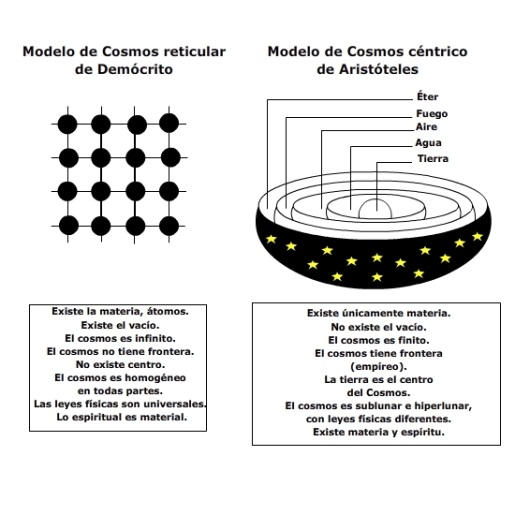 Modelo de Cosmos reticular
de Demócrito
Modelo de Cosmos céntrico
de Aristóteles
Éter
Fuego
Aire
Agua
Tierra
Existe la materia, átomos.
Existe el vacío.
El cosmos es infinito.
El cosmos no tiene frontera.
No existe centro.
El cosmos es homogéneo
en todas partes.
Las leyes físicas son universales.
Lo espiritual es material.
Existe únicamente materia.
No existe el vacío.
El cosmos es finito.
El cosmos tiene frontera
(empíreo).
La tierra es el centro
del Cosmos.
El cosmos es sublunar e hiperlunar,
con leyes físicas diferentes.
Existe materia y espíritu.